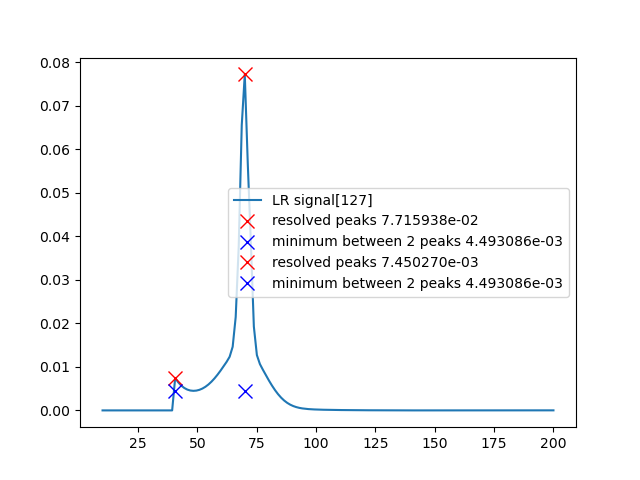 0.08
0.07
0.06
0.05
0.04
0.03
0.02
0.01
0.00
LR signal[127]
resolved peaks 7.715938e-02
minimum between 2 peaks 4.493086e-03
resolved peaks 7.450270e-03
minimum between 2 peaks 4.493086e-03
25 50 75 100 125 150 175 200